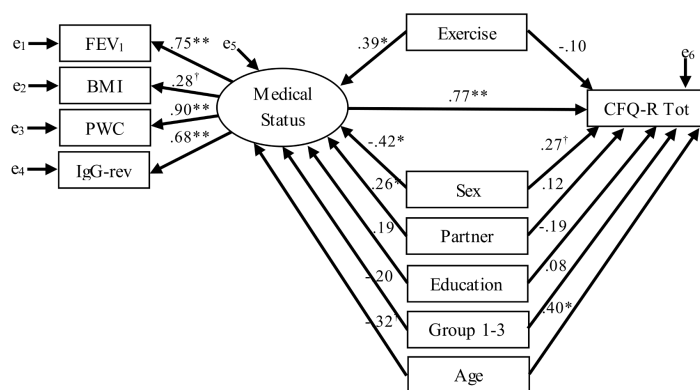 e₁
FEV₁
.75**
e₅
.39*
Exercise
-.10
e₆
e₂
BMI
.28†
Medical
Status
.77**
CFQ-R Tot
e₃
PWC
.90**
e₄
IgG-rev
.68**
-.42*
Sex
.27†
.26*
Partner
.12
.19
Education
-.19
-.20
Group 1-3
.08
-.32†
Age
.40*